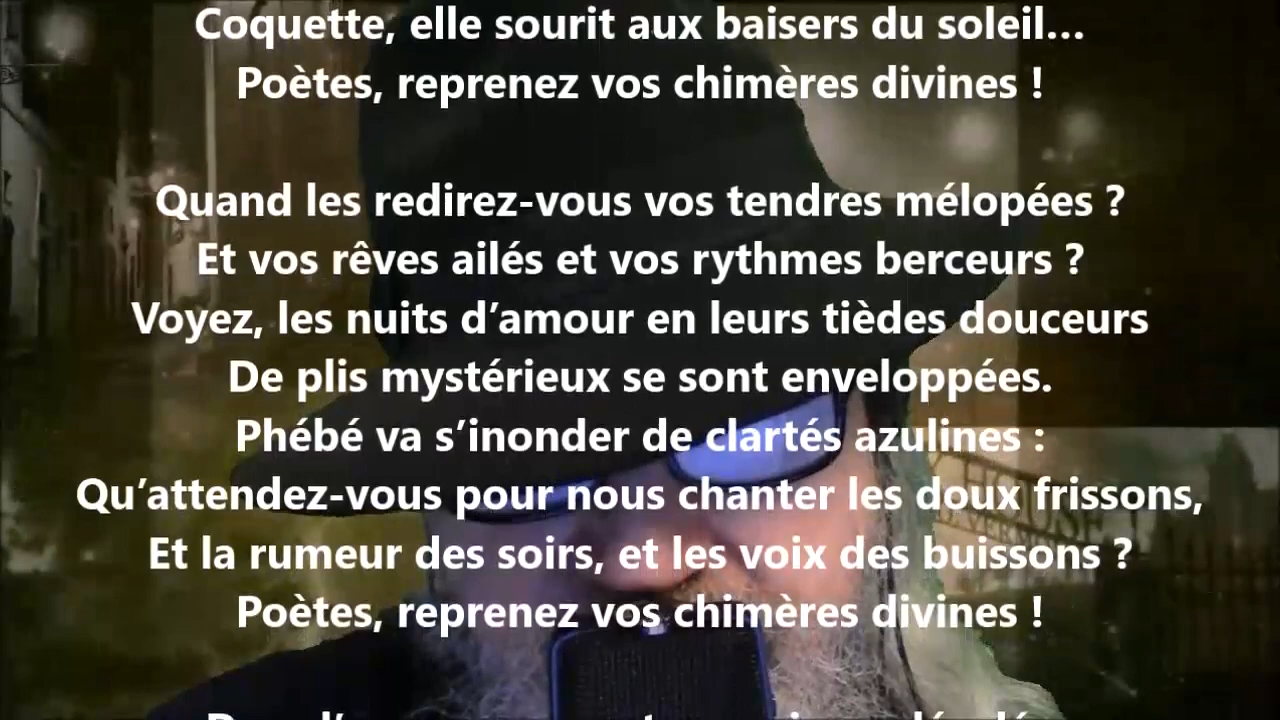 Coquette, elle sourit aux baisers du soleil…
Poètes, reprenez vos chimères divines !
Quand les redirez-vous vos tendres mélopées ?
Et vos rêves ailés et vos rythmes berceurs ?
Voyez, les nuits d’amour en leurs tièdes douceurs
De plis mystérieux se sont enveloppées.
Phébé va s’inonder de clartés azulines :
Qu’attendez-vous pour nous chanter les doux frissons,
Et la rumeur des soirs, et les voix des buissons ?
Poètes, reprenez vos chimères divines !
HOUSE